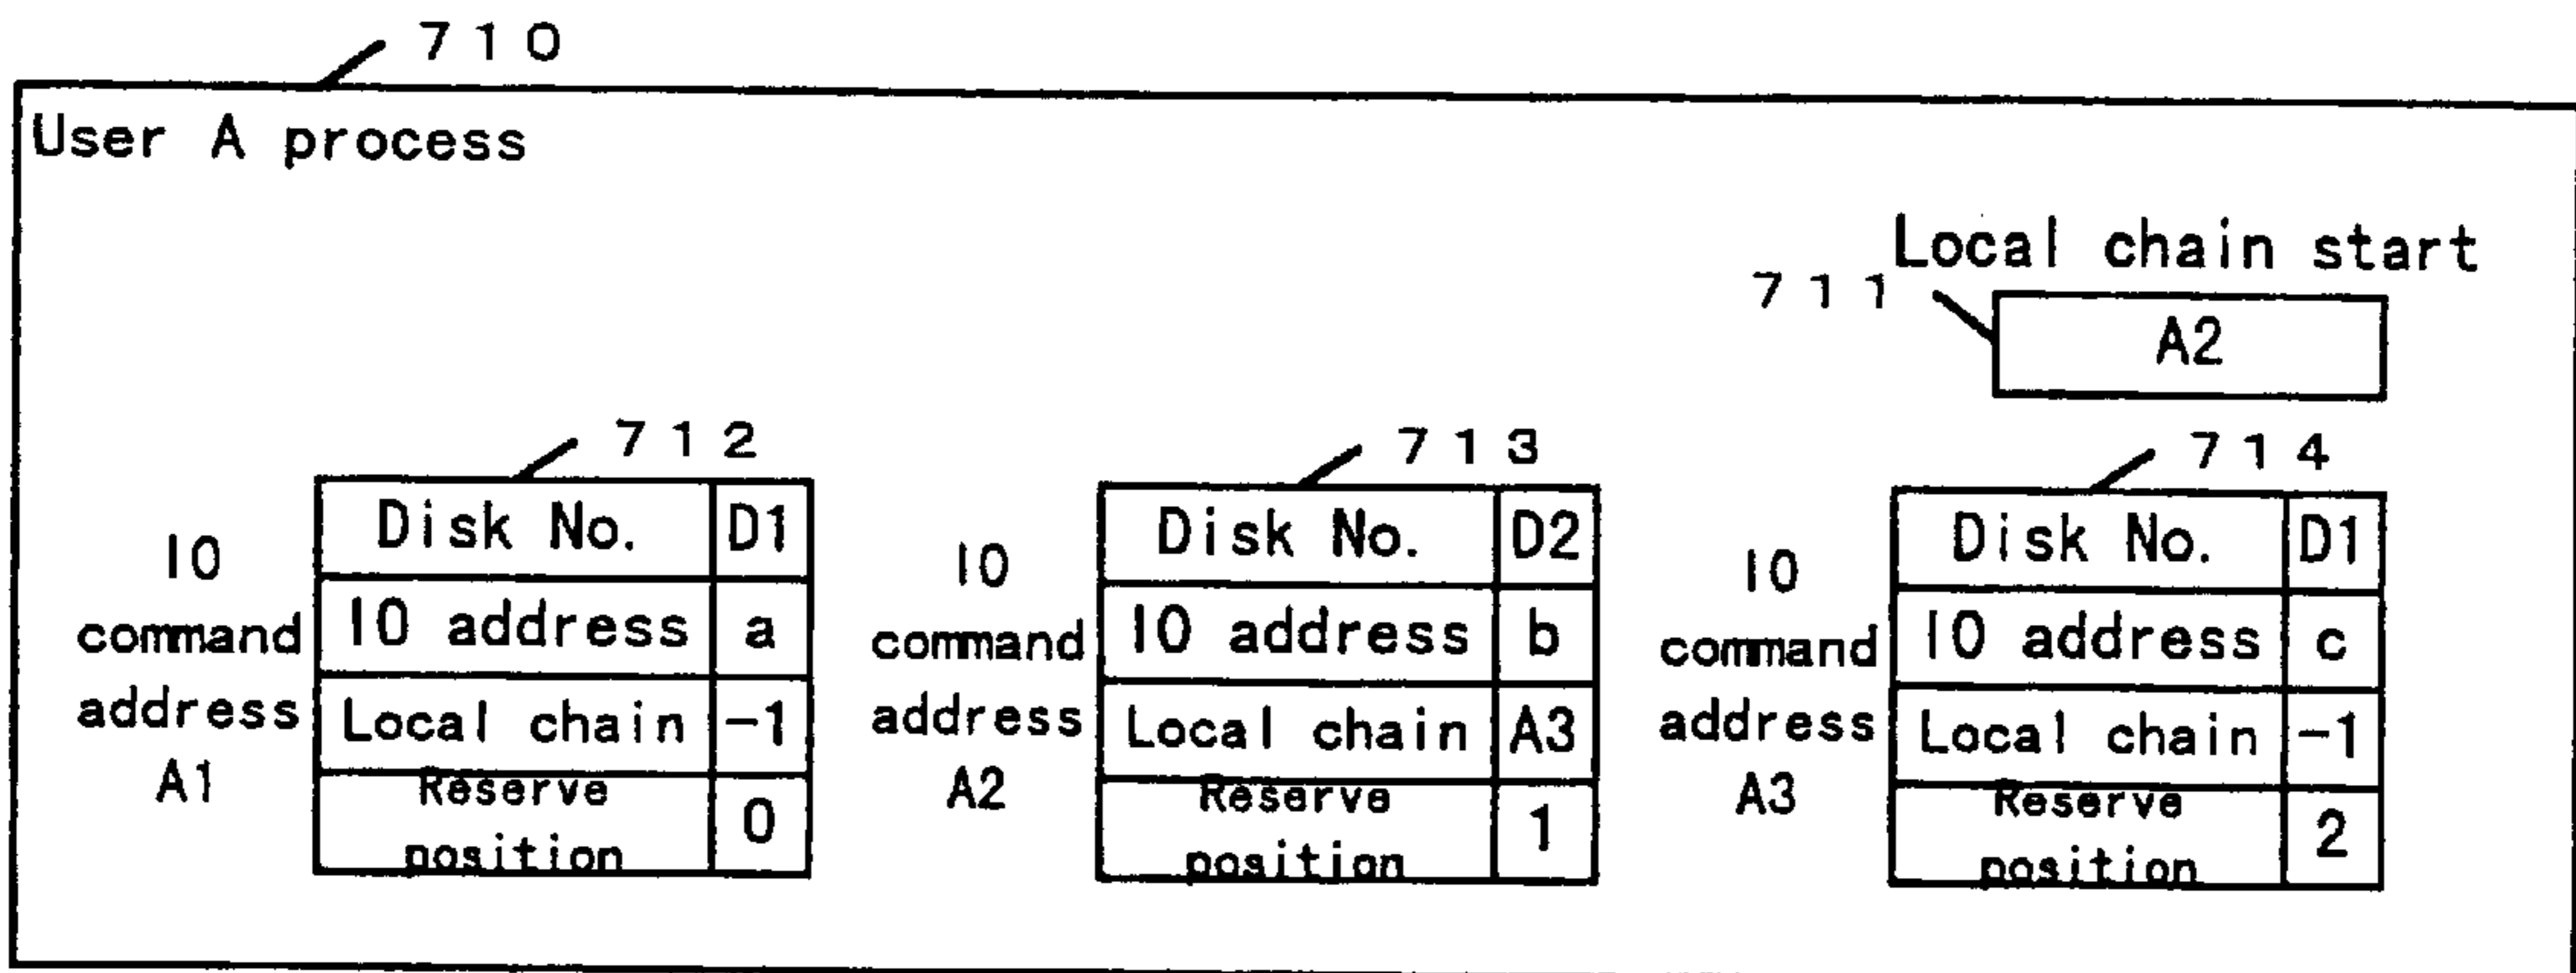 710
User A process
Local chain start
711
A2
712
713
714
IO
command
address
A1
Disk No. D1
IO address a
Local chain -1
Reserve
position
0
IO
command
address
A2
Disk No. D2
IO address b
Local chain A3
Reserve
position
1
IO
command
address
A3
Disk No. D1
IO address c
Local chain -1
Reserve
position
2